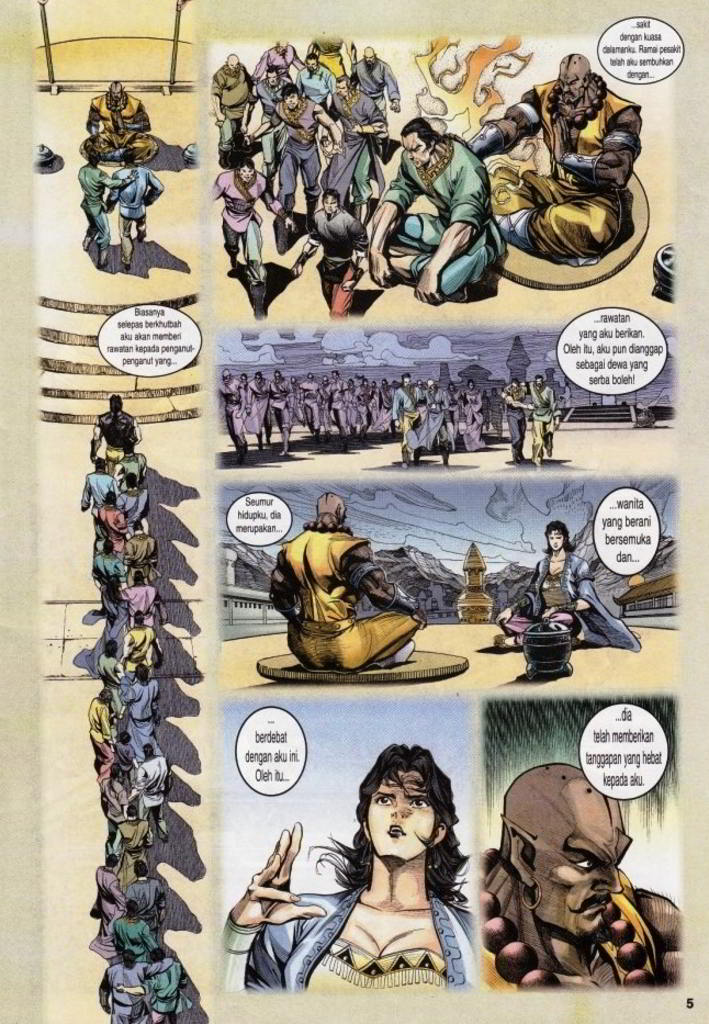 Biasanya
selepas berkhutbah
aku akan memberi
rawatan kepada penganut-
penganut yang...
...sakit
dengan kuasa
dalamanku. Ramai pesakit
telah aku sembuhkan
dengan...
...rawatan
yang aku berikan.
Oleh itu, aku pun dianggap
sebagai dewa yang
serba boleh!
Seumur
hidupku, dia
merupakan...
...wanita
yang berani
bersemuka
dan...
...
berdebat
dengan aku ini.
Oleh itu...
...dia
telah memberikan
tanggapan yang hebat
kepada aku.
5